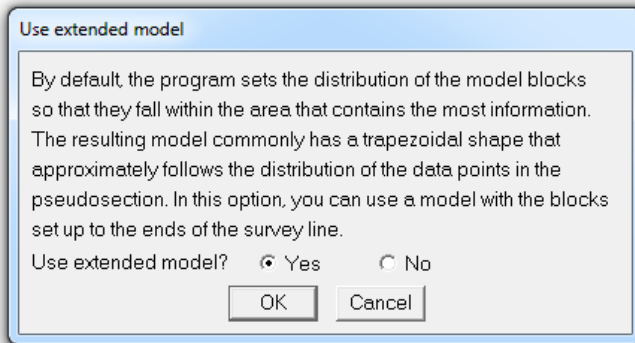 Use extended model
By default, the program sets the distribution of the model blocks
so that they fall within the area that contains the most information.
The resulting model commonly has a trapezoidal shape that
approximately follows the distribution of the data points in the
pseudosection. In this option, you can use a model with the blocks
set up to the ends of the survey line.
Use extended model? Yes No
OK Cancel